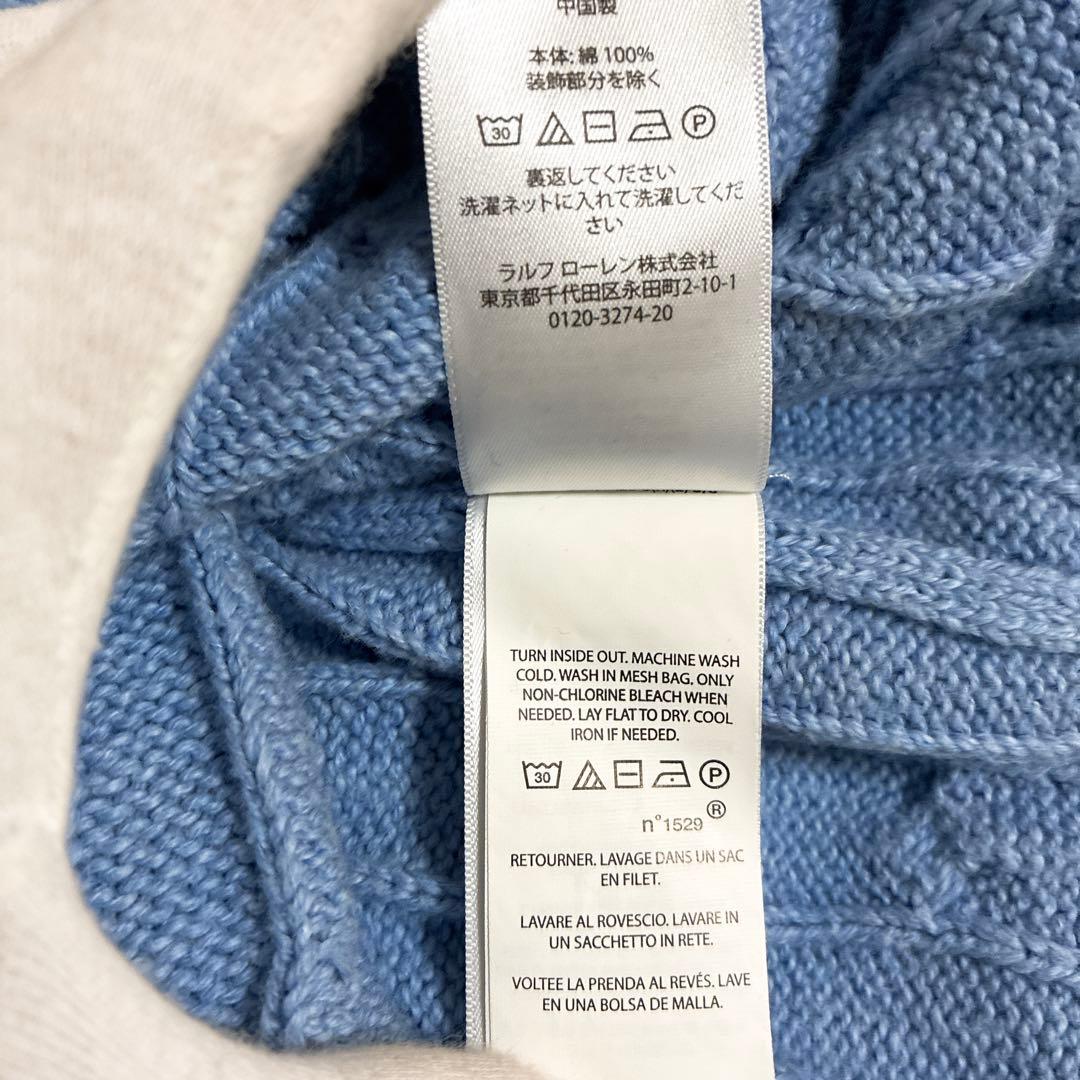 中国製
本体: 綿 100%
装飾部分を除く
30 P
裏返してください
洗濯ネットに入れて洗濯してくだ
さい
ラルフ ローレン株式会社
東京都千代田区永田町2-10-1
0120-3274-20
TURN INSIDE OUT. MACHINE WASH
COLD. WASH IN MESH BAG. ONLY
NON-CHLORINE BLEACH WHEN
NEEDED. LAY FLAT TO DRY. COOL
IRON IF NEEDED.
30 P
n°1529 ®
RETOURNER. LAVAGE DANS UN SAC
EN FILET.
LAVARE AL ROVESCIO. LAVARE IN
UN SACCHETTO IN RETE.
VOLTEE LA PRENDA AL REVÉS. LAVE
EN UNA BOLSA DE MALLA.